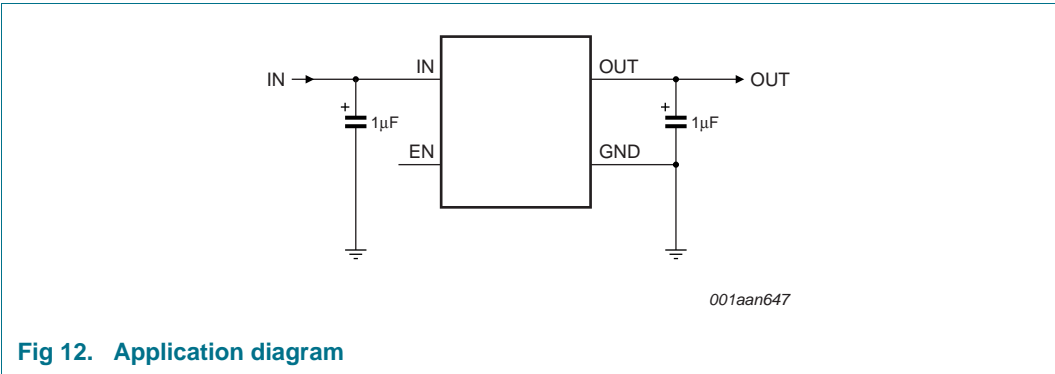 IN
IN
OUT
OUT
+
1μF
+
1μF
EN
GND
001aan647
Fig 12. Application diagram